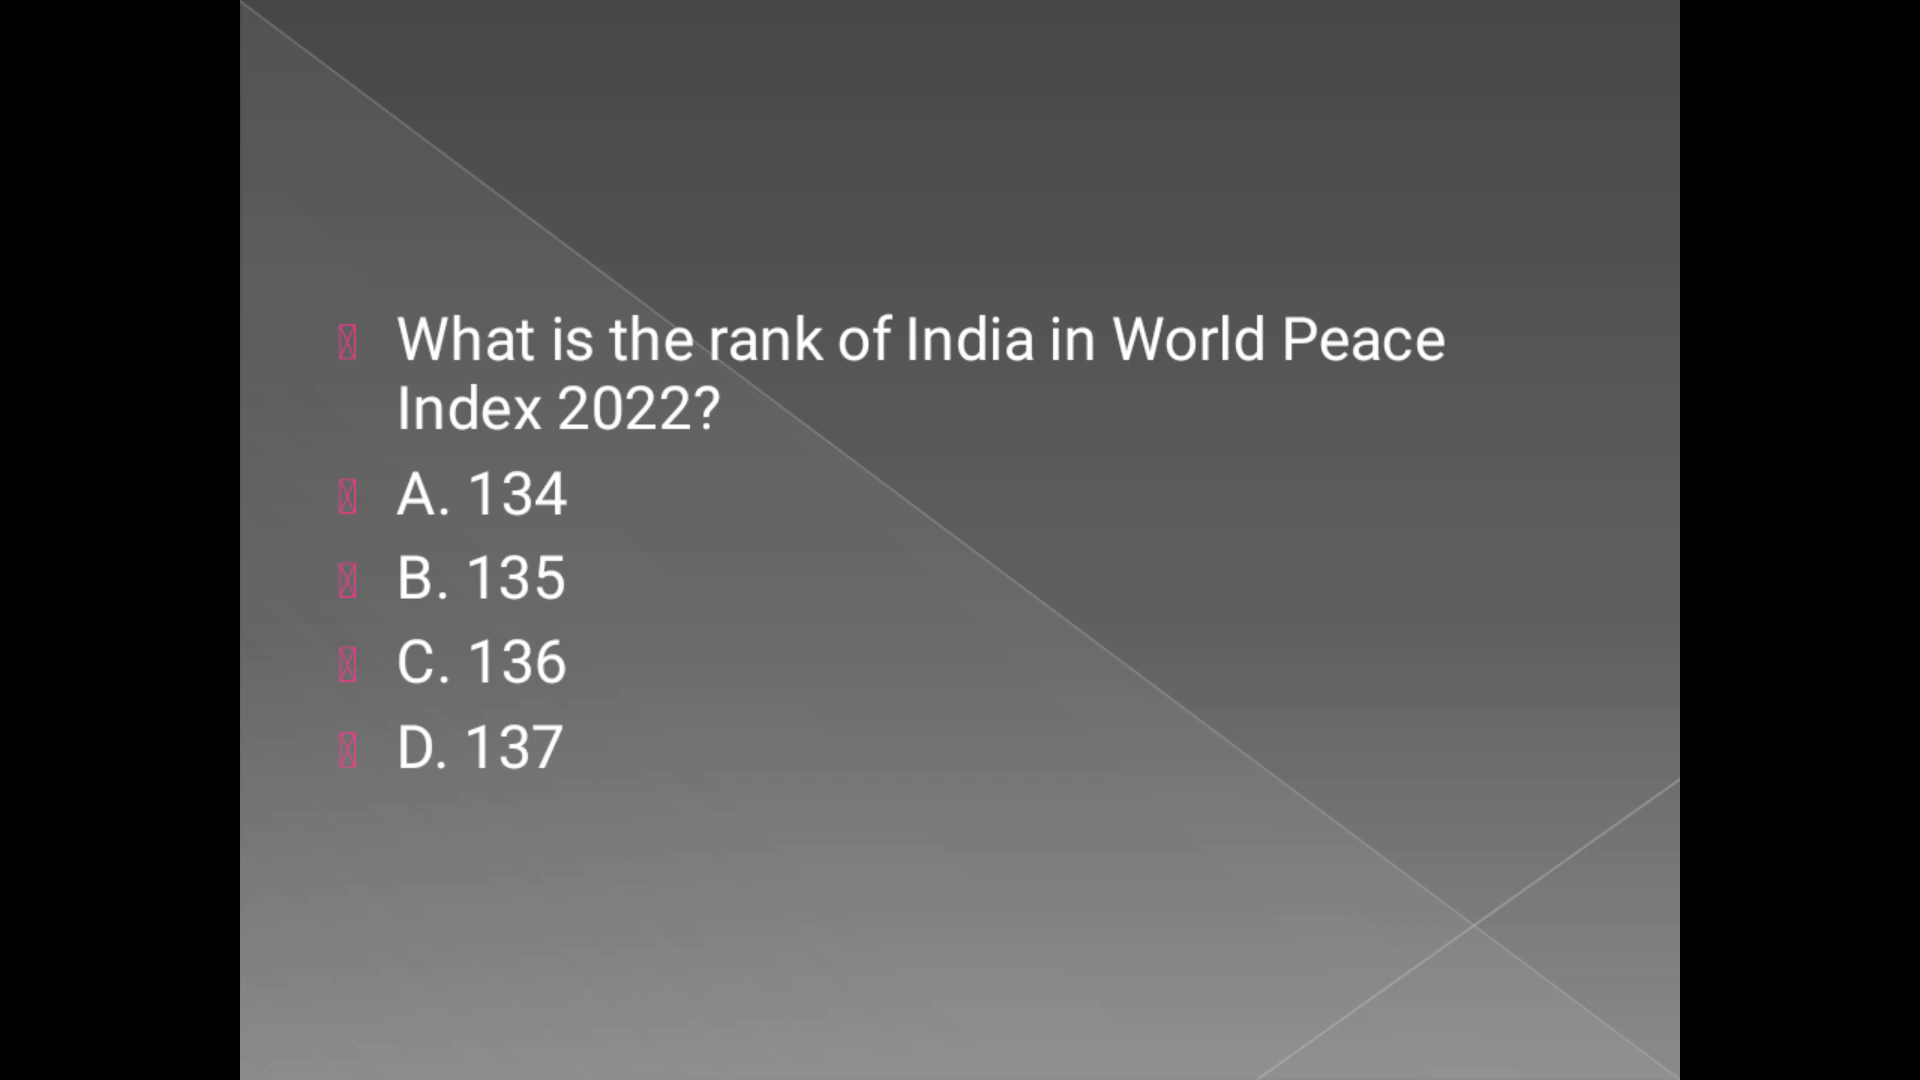 What is the rank of India in World Peace
Index 2022?
A. 134
B. 135
C. 136
D. 137